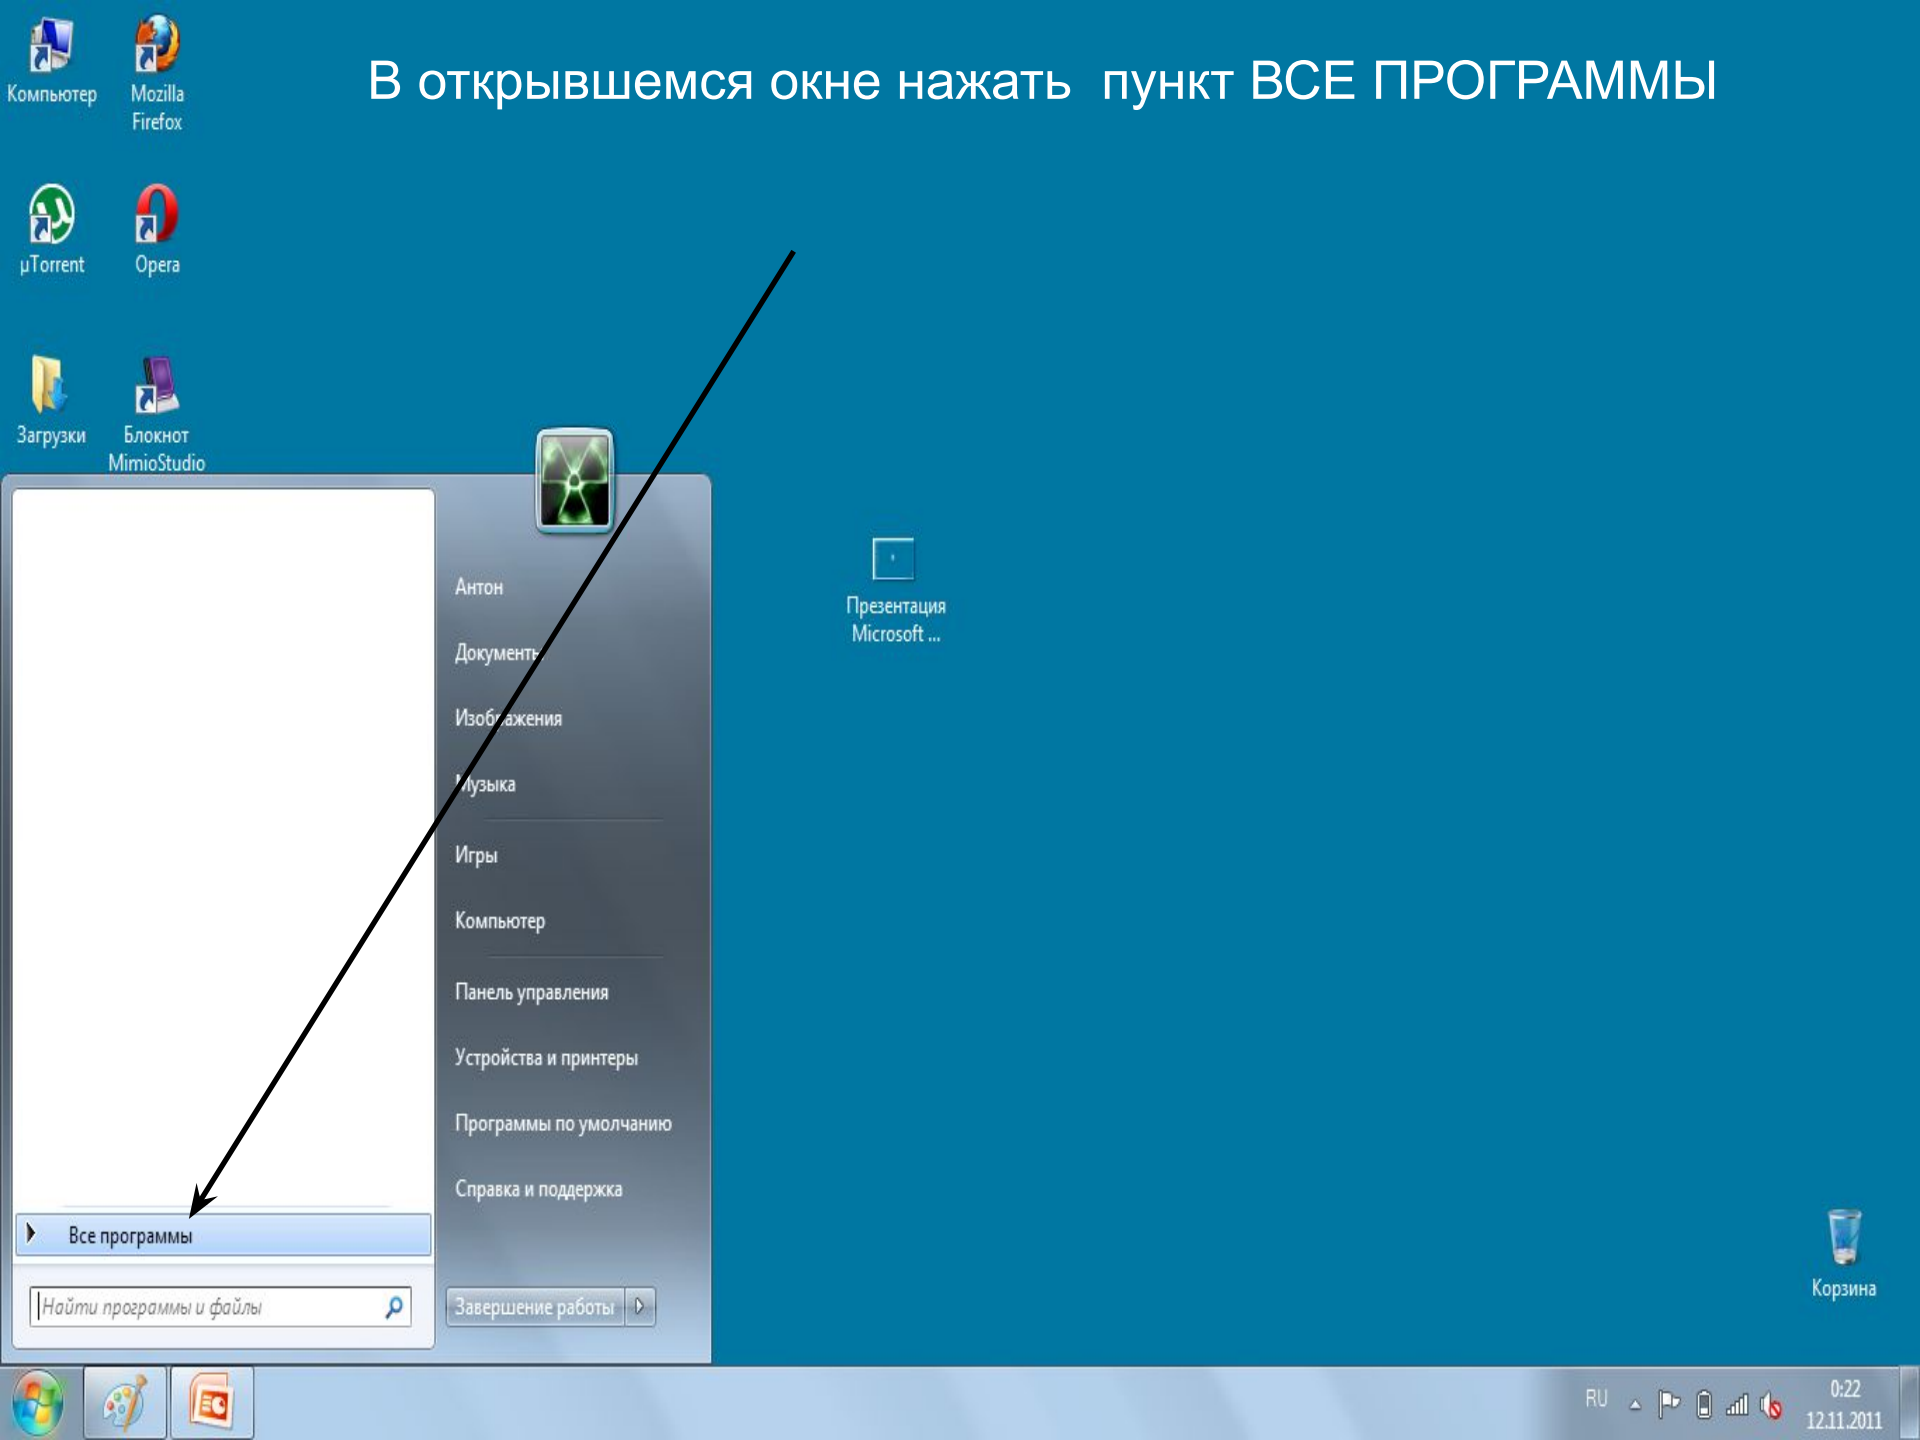 В открывшемся окне нажать пункт ВСЕ ПРОГРАММЫ
Компьютер
Mozilla
Firefox
µTorrent
Opera
Загрузки
Блокнот
MimioStudio
Антон
Документы
Изображения
Музыка
Игры
Компьютер
Панель управления
Устройства и принтеры
Программы по умолчанию
Справка и поддержка
Все программы
Найти программы и файлы
Завершение работы
Презентация
Microsoft ...
Корзина
RU
0:22
12.11.2011